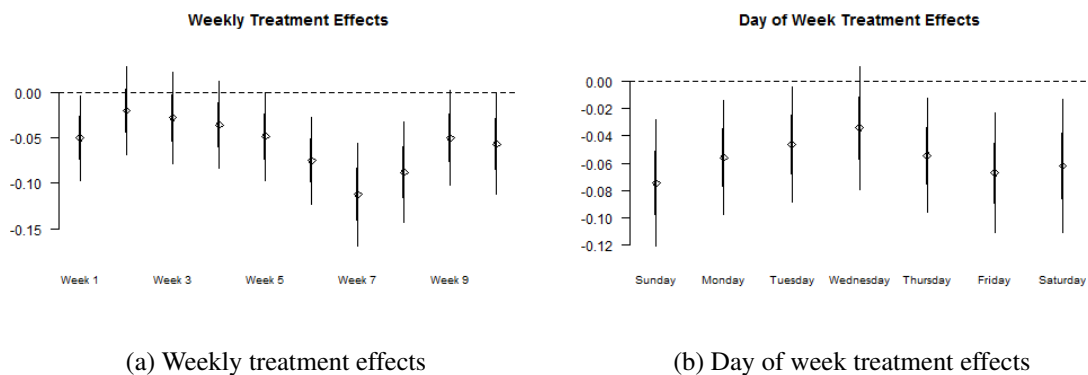 Weekly Treatment Effects
0.00
-0.05
-0.10
-0.15
Week 1 Week 3 Week 5 Week 7 Week 9
(a) Weekly treatment effects
Day of Week Treatment Effects
0.00
-0.02
-0.04
-0.06
-0.08
-0.10
-0.12
Sunday Monday Tuesday Wednesday Thursday Friday Saturday
(b) Day of week treatment effects